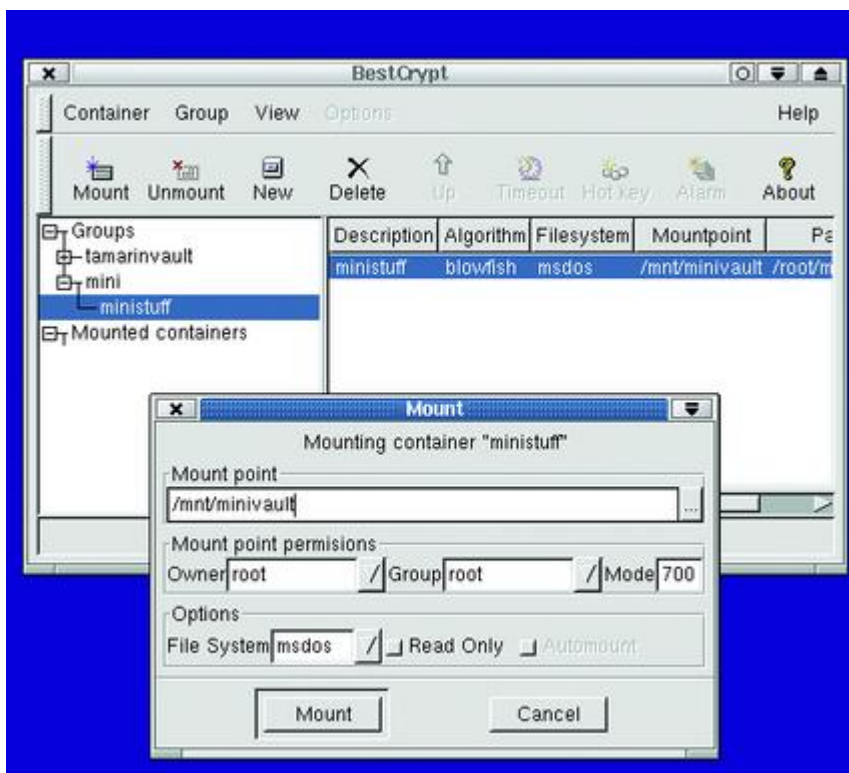 BestCrypt
Container Group View Options Help
Mount Unmount New Delete Up Timeout Hot key Alarm About
Groups
tamarinvault
mini
ministuff
Mounted containers
Description Algorithm Filesystem Mountpoint Pa
ministuff blowfish msdos /mnt/minivault /root/m
Mount
Mounting container "ministuff"
Mount point
/mnt/minivault
...
Mount point permisions
Owner root / Group root / Mode 700
Options
File System msdos / Read Only Automount
Mount Cancel